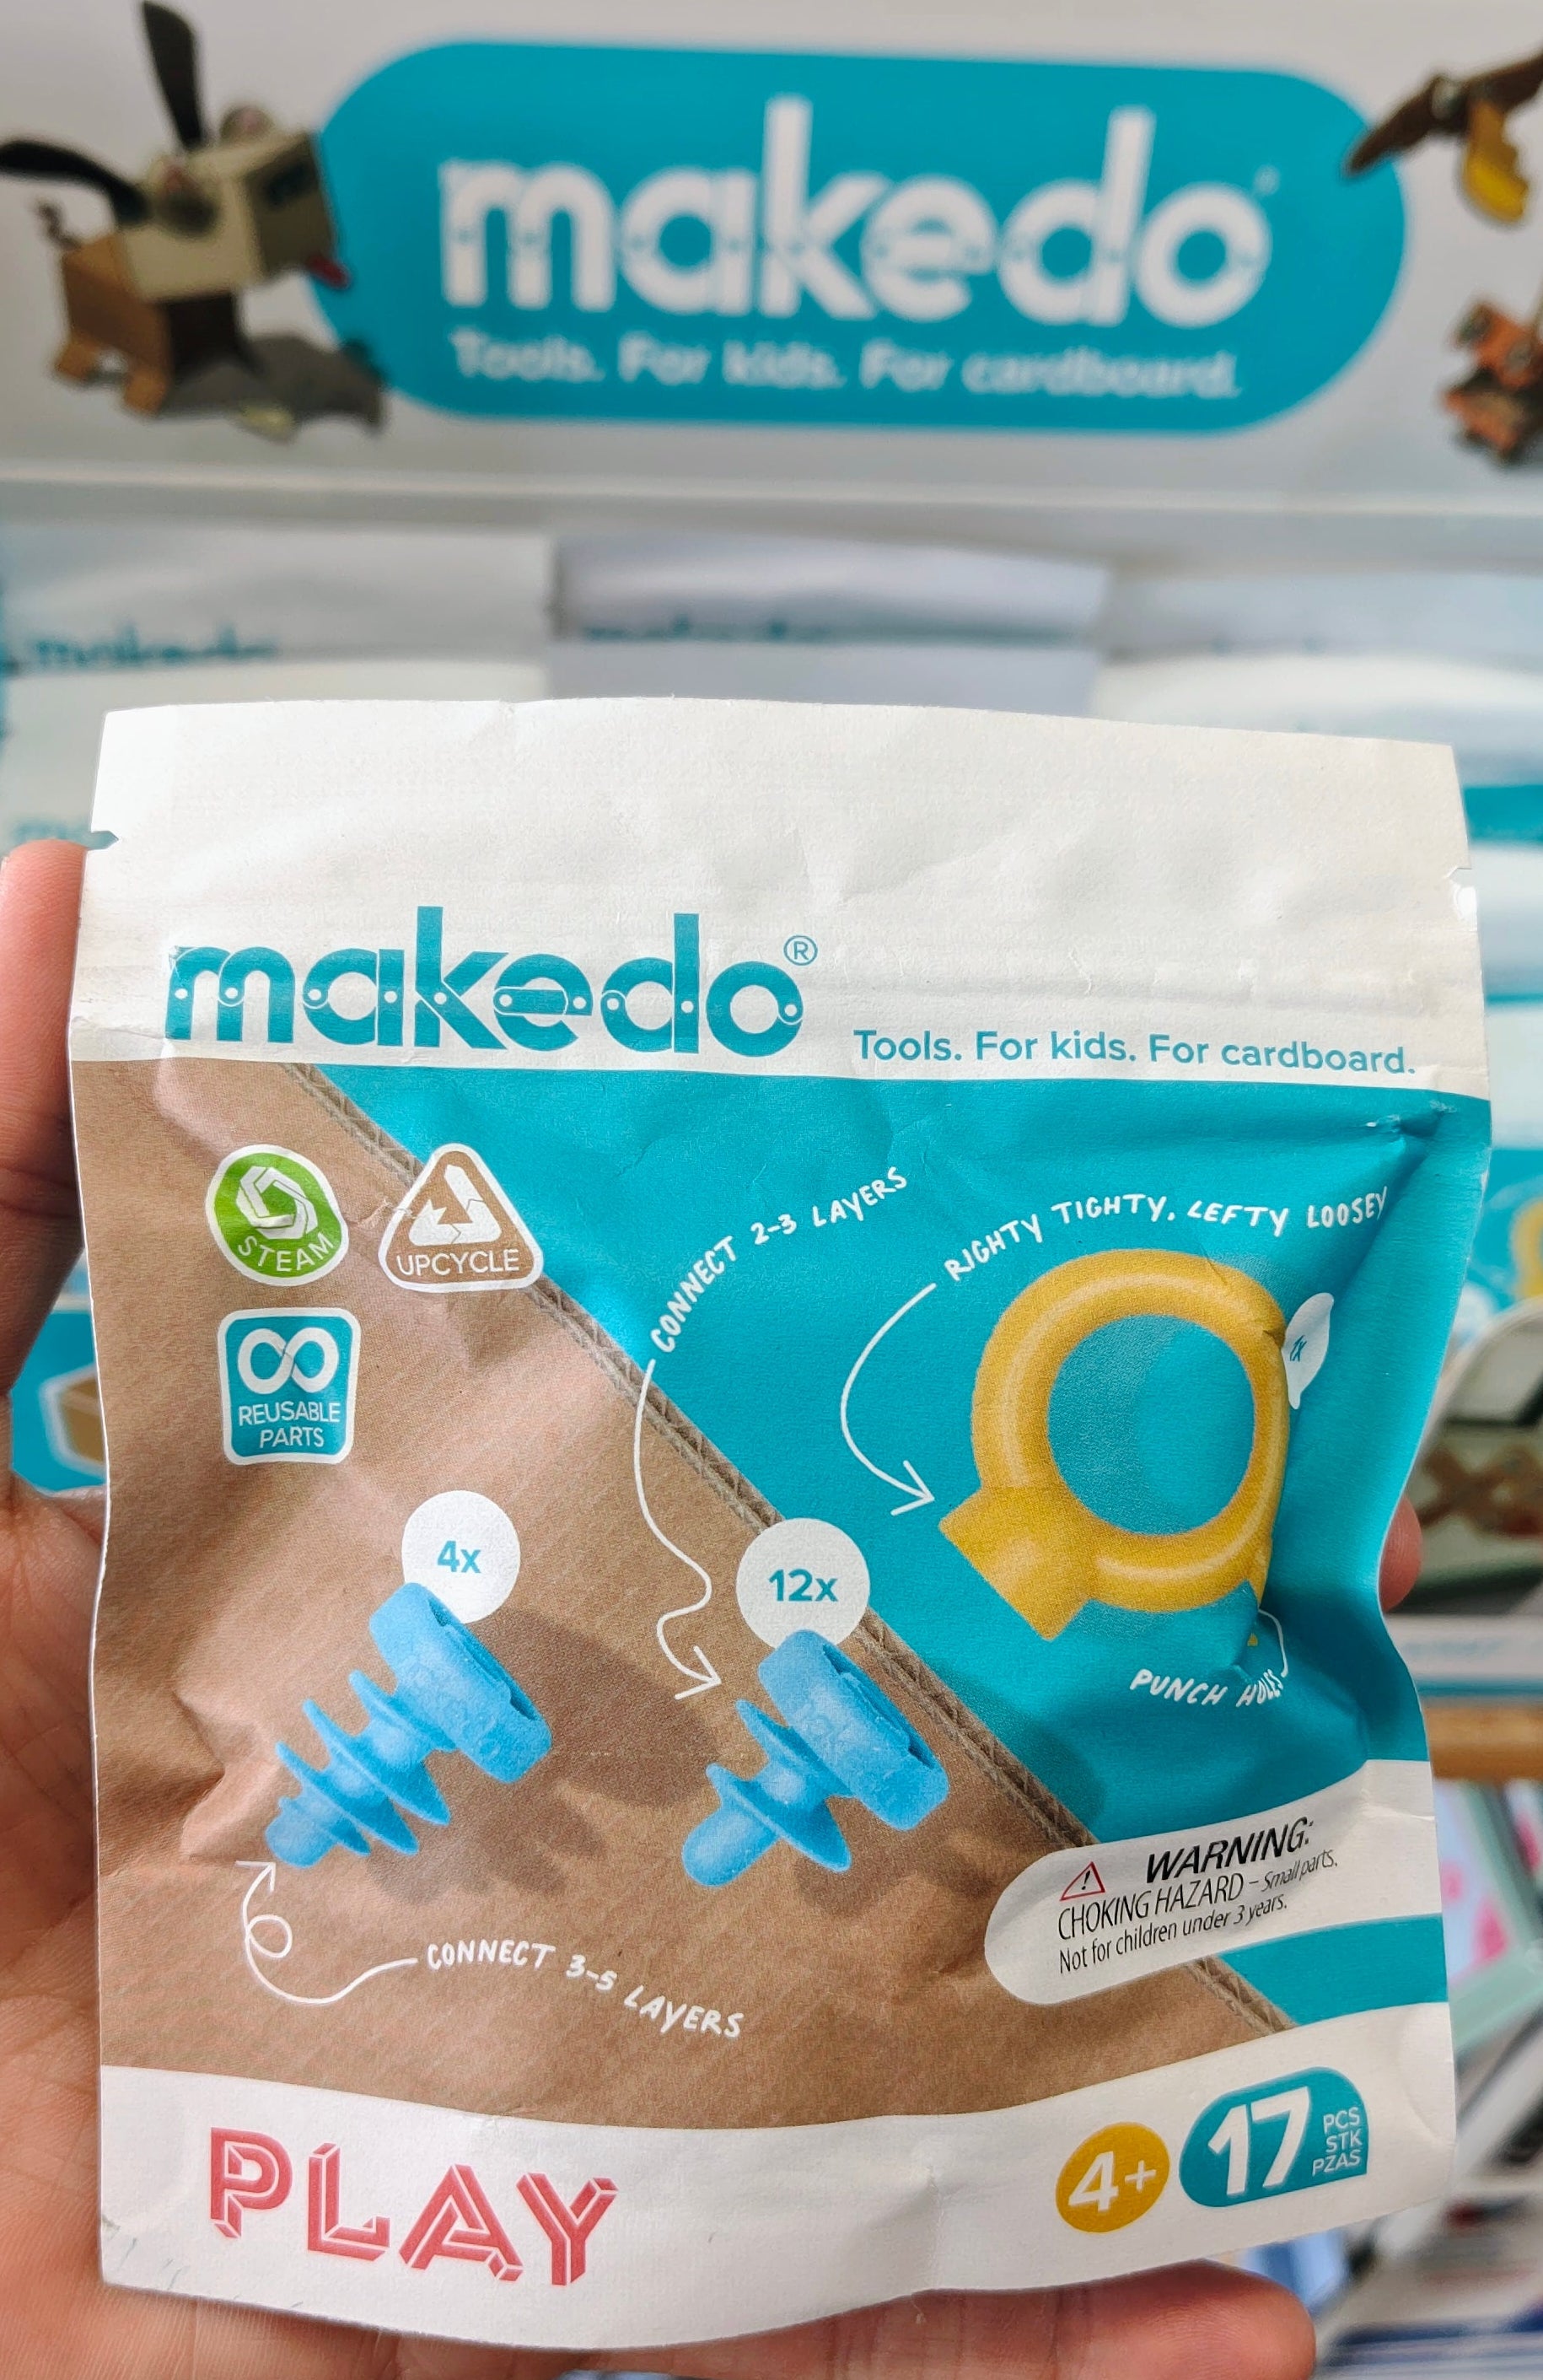 makedo
Tools. For kids. For cardboard.
makedo
makedo®
Tools. For kids. For cardboard.
STEAM
UPCYCLE
REUSABLE
PARTS
CONNECT 2-3 LAYERS
RIGHTY TIGHTY, LEFTY LOOSEY
1x
4x
12x
PUNCH HOLES
WARNING:
CHOKING HAZARD – Small parts.
Not for children under 3 years.
CONNECT 3-5 LAYERS
PLAY
4+
17
PCS
STK
PZAS